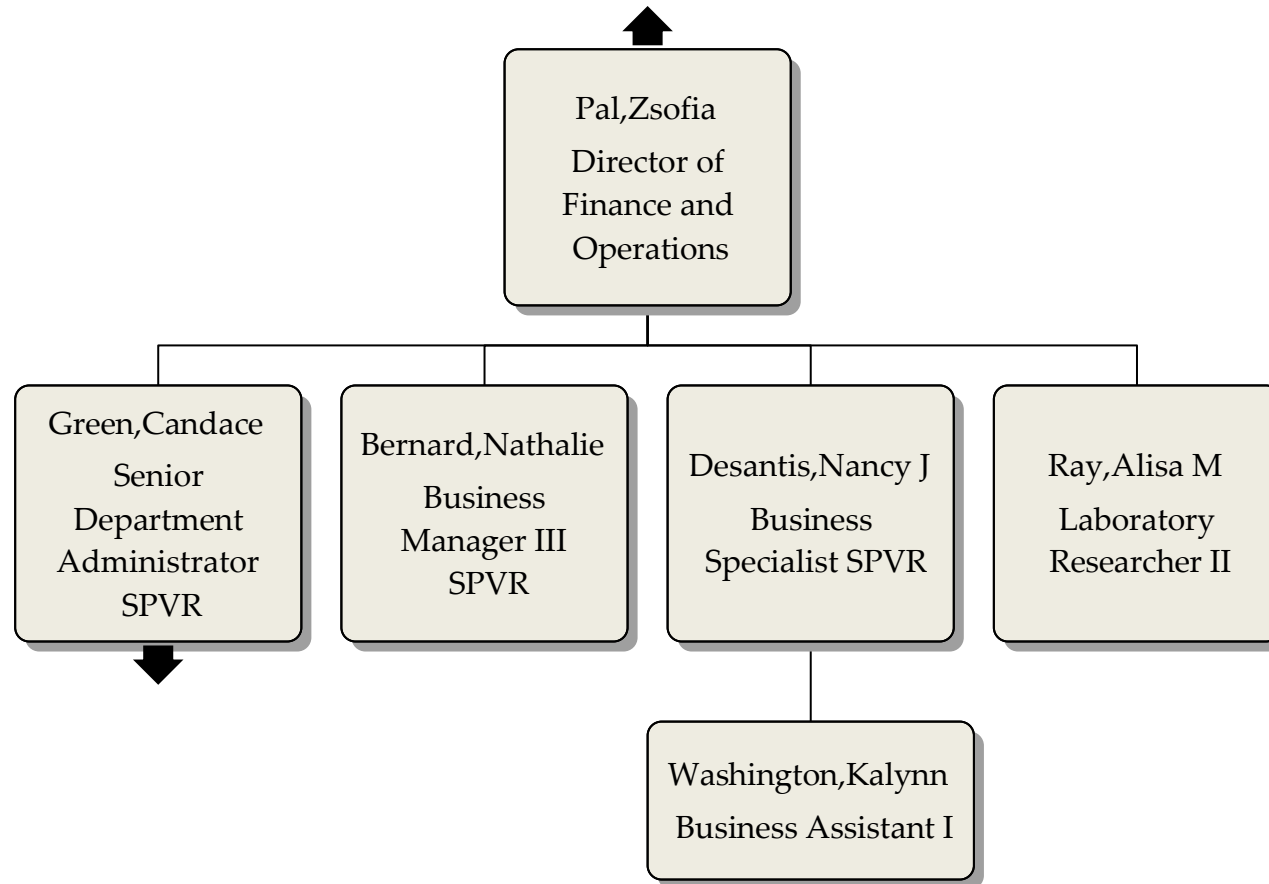 Pal,Zsofia
Director of
Finance and
Operations
Green,Candace
Senior
Department
Administrator
SPVR
Bernard,Nathalie
Business
Manager III
SPVR
Desantis,Nancy J
Business
Specialist SPVR
Ray,Alisa M
Laboratory
Researcher II
Washington,Kalynn
Business Assistant I